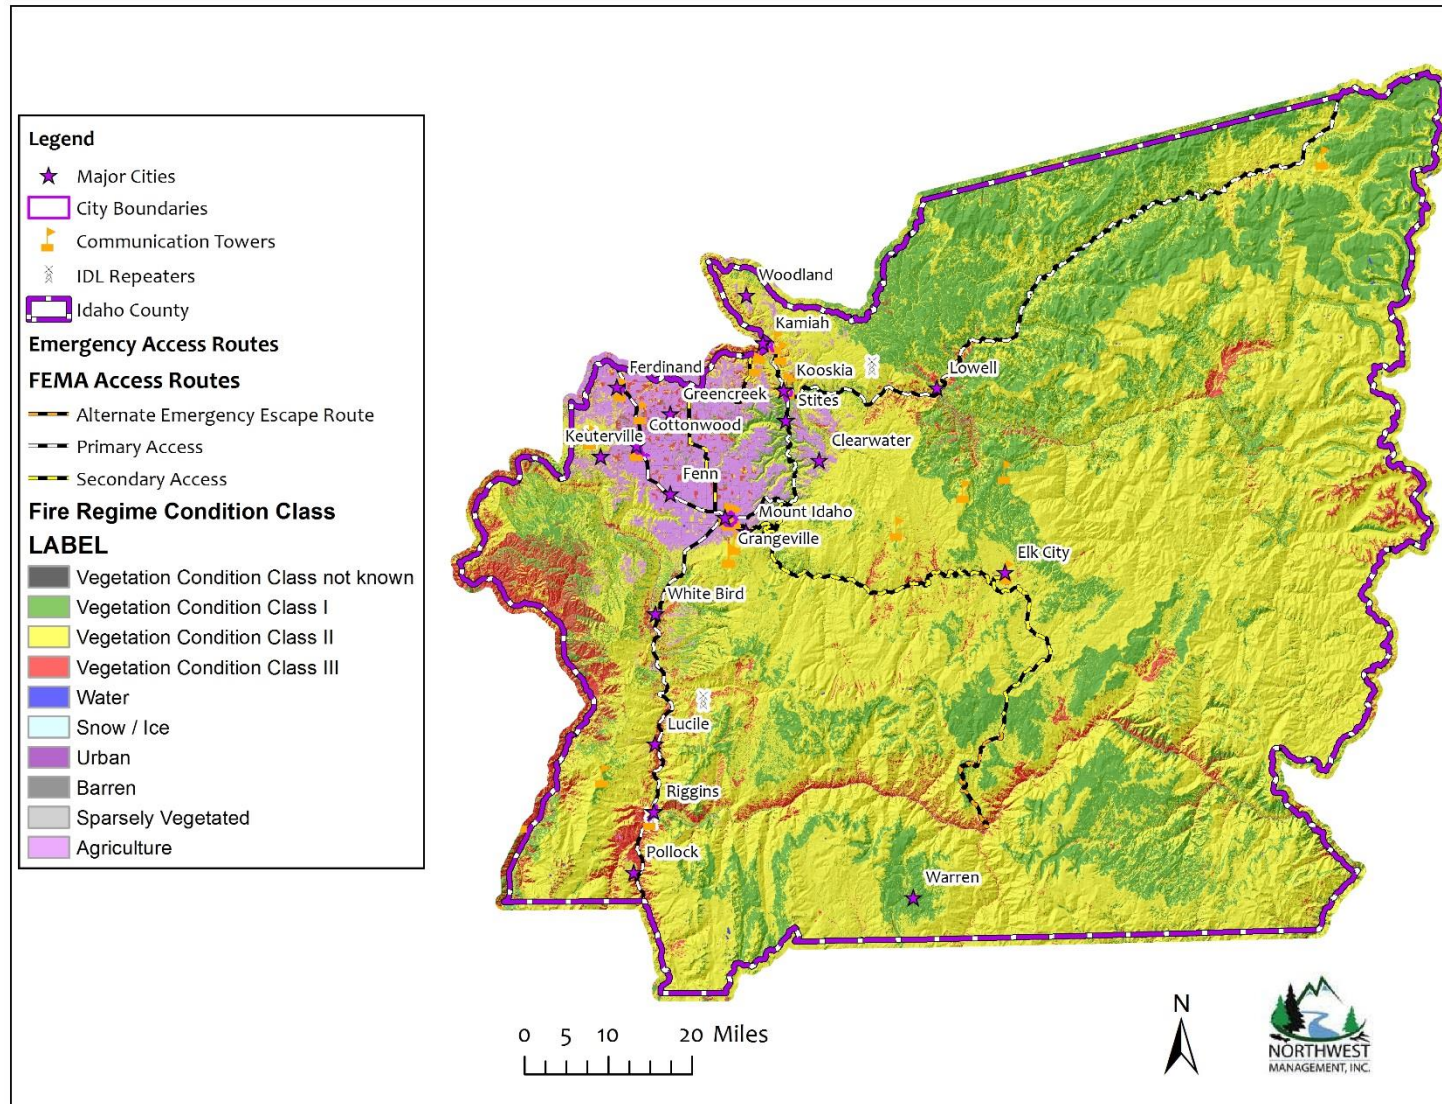 Legend
Major Cities
City Boundaries
Communication Towers
IDL Repeaters
Idaho County
Emergency Access Routes
FEMA Access Routes
Alternate Emergency Escape Route
Primary Access
Secondary Access
Fire Regime Condition Class
LABEL
Vegetation Condition Class not known
Vegetation Condition Class I
Vegetation Condition Class II
Vegetation Condition Class III
Water
Snow / Ice
Urban
Barren
Sparsely Vegetated
Agriculture
Woodland
Kamiah
Ferdinand
Kooskia
Lowell
Greencreek
Stites
Cottonwood
Keuterville
Clearwater
Fenn
Mount Idaho
Grangeville
Elk City
White Bird
Lucile
Riggins
Pollock
Warren
0 5 10 20 Miles
N
NORTHWEST
MANAGEMENT, INC.